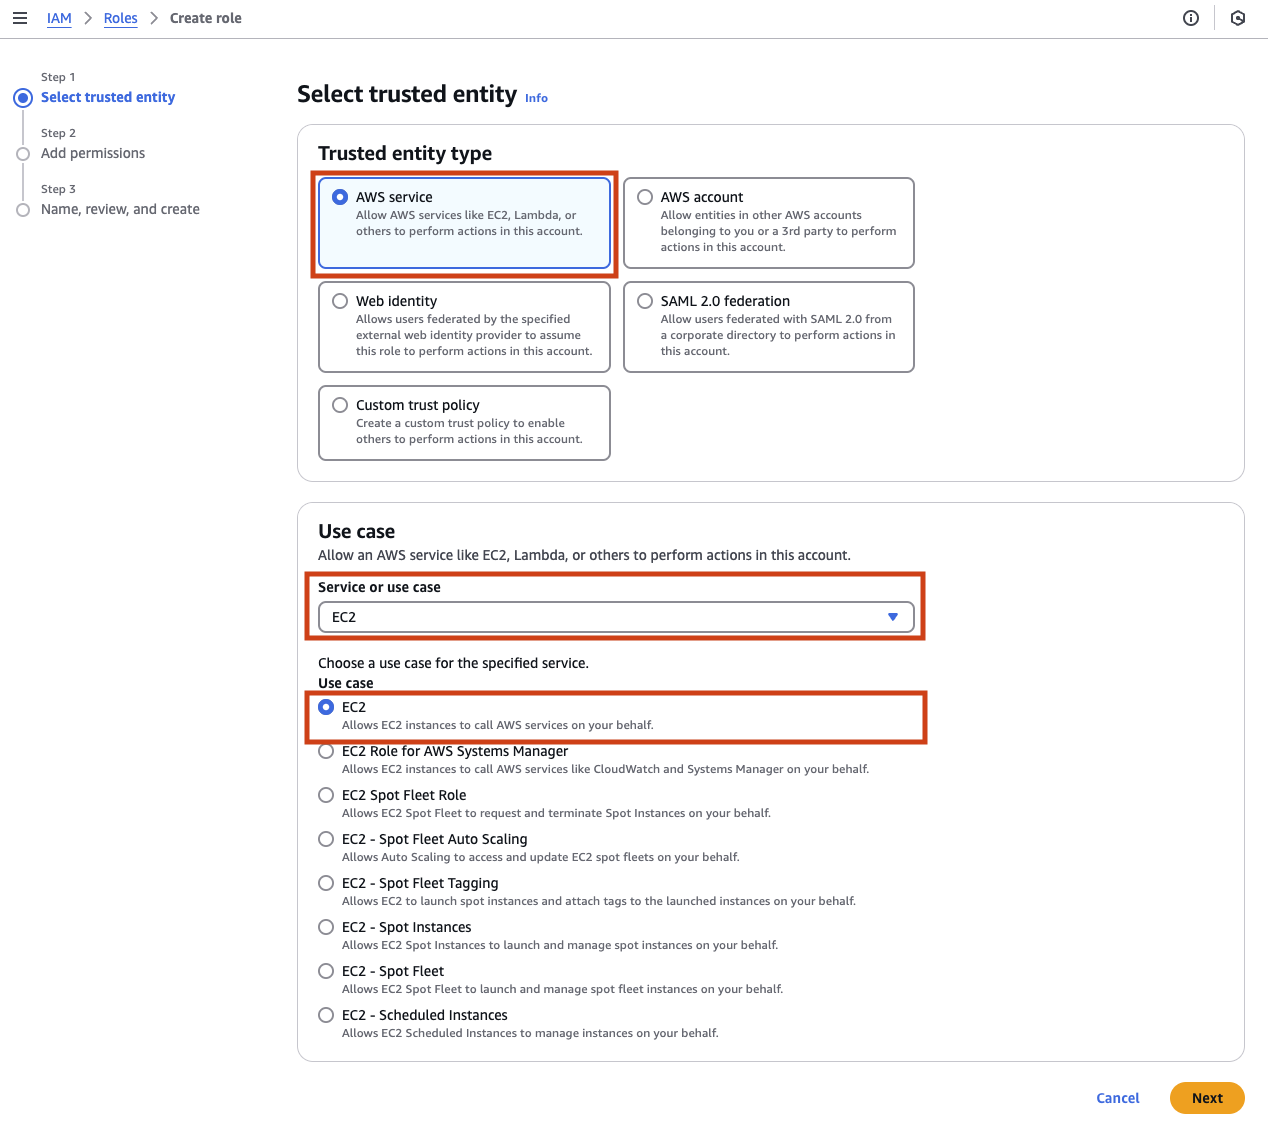 IAM > Roles > Create role
Step 1
Select trusted entity
Step 2
Add permissions
Step 3
Name, review, and create
Select trusted entity Info
Trusted entity type
AWS service
Allow AWS services like EC2, Lambda, or
others to perform actions in this account.
AWS account
Allow entities in other AWS accounts
belonging to you or a 3rd party to perform
actions in this account.
Web identity
Allows users federated by the specified
external web identity provider to assume
this role to perform actions in this account.
SAML 2.0 federation
Allow users federated with SAML 2.0 from
a corporate directory to perform actions in
this account.
Custom trust policy
Create a custom trust policy to enable
others to perform actions in this account.
Use case
Allow an AWS service like EC2, Lambda, or others to perform actions in this account.
Service or use case
EC2
Choose a use case for the specified service.
Use case
EC2
Allows EC2 instances to call AWS services on your behalf.
EC2 Role for AWS Systems Manager
Allows EC2 instances to call AWS services like CloudWatch and Systems Manager on your behalf.
EC2 Spot Fleet Role
Allows EC2 Spot Fleet to request and terminate Spot Instances on your behalf.
EC2 - Spot Fleet Auto Scaling
Allows Auto Scaling to access and update EC2 spot fleets on your behalf.
EC2 - Spot Fleet Tagging
Allows EC2 to launch spot instances and attach tags to the launched instances on your behalf.
EC2 - Spot Instances
Allows EC2 Spot Instances to launch and manage spot instances on your behalf.
EC2 - Spot Fleet
Allows EC2 Spot Fleet to launch and manage spot fleet instances on your behalf.
EC2 - Scheduled Instances
Allows EC2 Scheduled Instances to manage instances on your behalf.
Cancel
Next